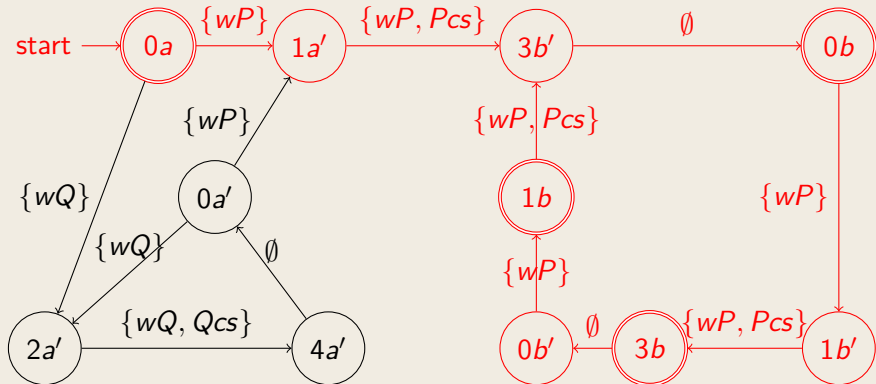 {wP} {wP, Pcs} ∅
start 0a 1a′ 3b′ 0b
{wP} {wP, Pcs}
{wQ} 0a′ 1b {wP}
{wQ} ∅ {wP}
{wQ, Qcs} ∅ {wP, Pcs}
2a′ 4a′ 0b′ 3b 1b′